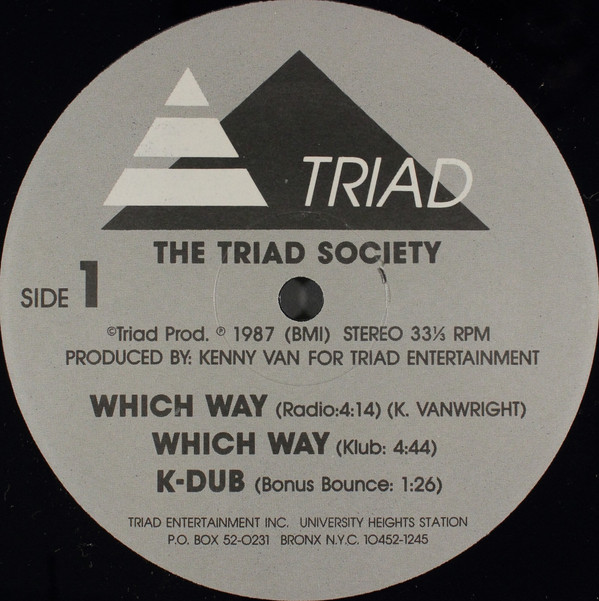 TRIAD
THE TRIAD SOCIETY
SIDE 1
©Triad Prod. ℗ 1987 (BMI) STEREO 33⅓ RPM
PRODUCED BY: KENNY VAN FOR TRIAD ENTERTAINMENT
WHICH WAY (Radio:4:14) (K. VANWRIGHT)
WHICH WAY (Klub: 4:44)
K-DUB (Bonus Bounce: 1:26)
TRIAD ENTERTAINMENT INC. UNIVERSITY HEIGHTS STATION
P.O. BOX 52-0231 BRONX N.Y.C. 10452-1245